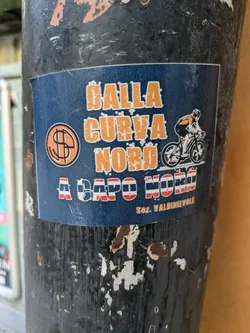 DALLA
CURVA
NORD
A CAPO NORD
SEZ. VALDINIEVOLE